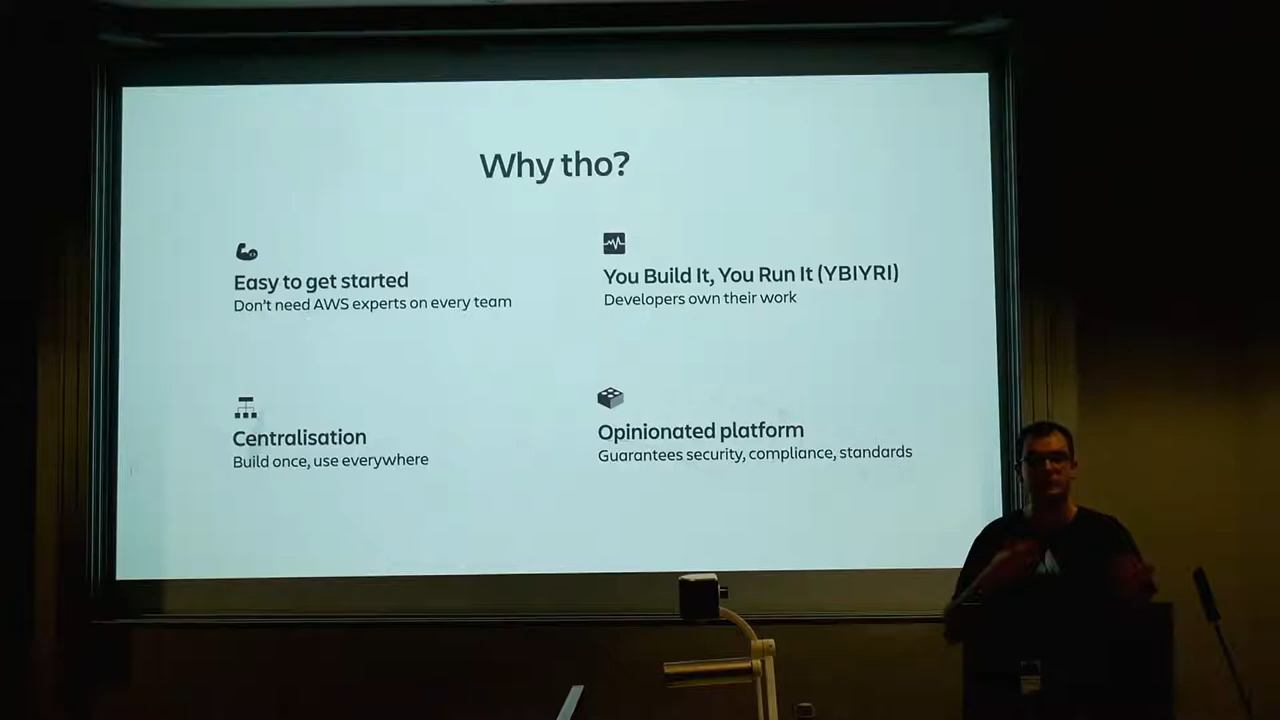 Why tho?
Easy to get started
Don't need AWS experts on every team
You Build It, You Run It (YBIYRI)
Developers own their work
Centralisation
Build once, use everywhere
Opinionated platform
Guarantees security, compliance, standards